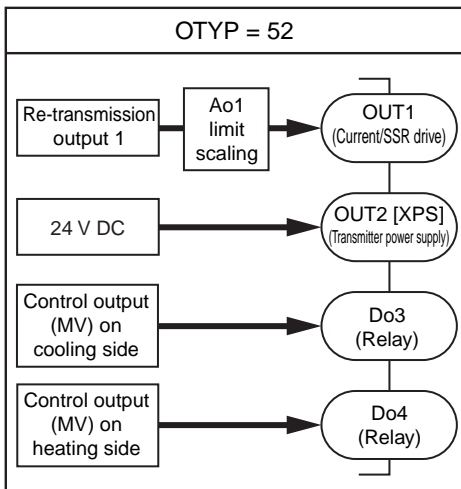 OTYP = 52
Re-transmission
output 1
Ao1
limit
scaling
OUT1
(Current/SSR drive)
24 V DC
OUT2 [XPS]
(Transmitter power supply)
Control output
(MV) on
cooling side
Do3
(Relay)
Control output
(MV) on
heating side
Do4
(Relay)